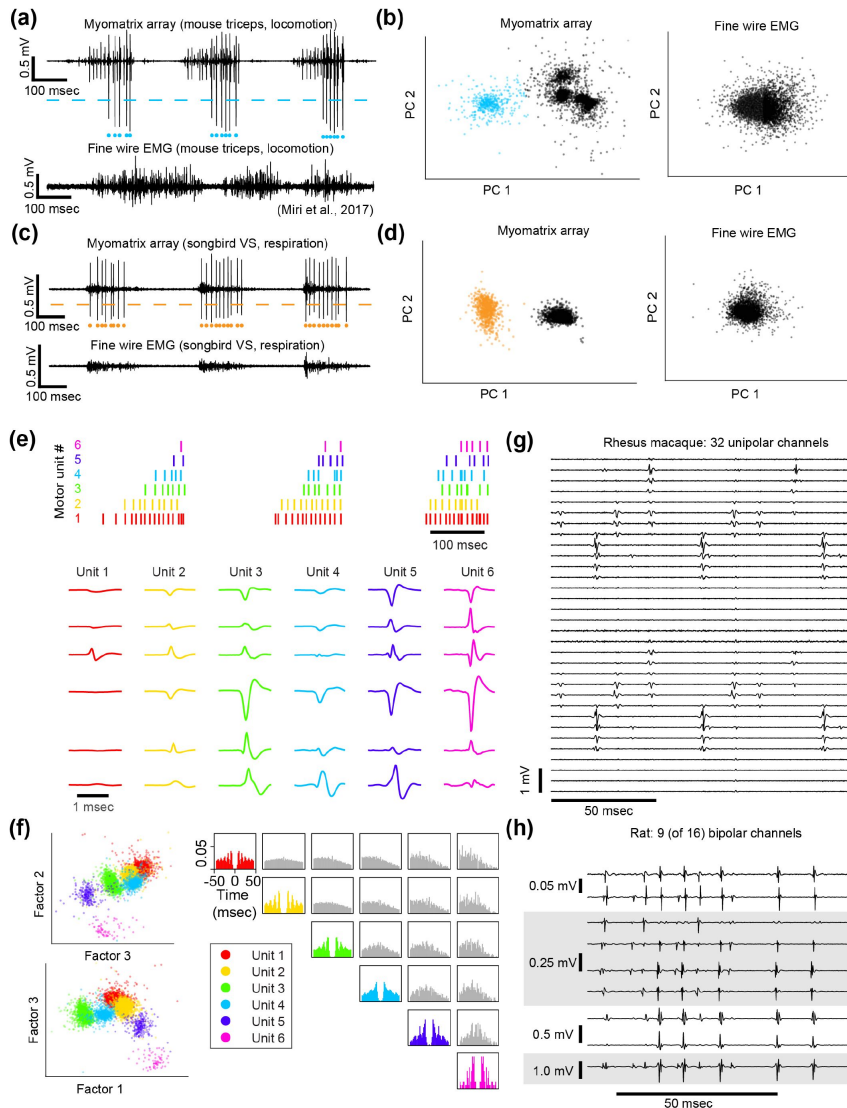 (a)
Myomatrix array (mouse triceps, locomotion)
0.5 mV
100 msec
Fine wire EMG (mouse triceps, locomotion)
0.5 mV
100 msec
(Miri et al., 2017)
(b)
Myomatrix array
Fine wire EMG
PC 2
PC 1
PC 2
PC 1
(c)
Myomatrix array (songbird VS, respiration)
0.5 mV
100 msec
Fine wire EMG (songbird VS, respiration)
0.5 mV
100 msec
(d)
Myomatrix array
Fine wire EMG
PC 2
PC 1
PC 2
PC 1
(e)
Motor unit #
6
5
4
3
2
1
100 msec
Unit 1 Unit 2 Unit 3 Unit 4 Unit 5 Unit 6
1 msec
(f)
Factor 2
Factor 3
Factor 3
Factor 1
0.05
-50 0 50
Time
(msec)
Unit 1
Unit 2
Unit 3
Unit 4
Unit 5
Unit 6
(g)
Rhesus macaque: 32 unipolar channels
1 mV
50 msec
(h)
Rat: 9 (of 16) bipolar channels
0.05 mV
0.25 mV
0.5 mV
1.0 mV
50 msec